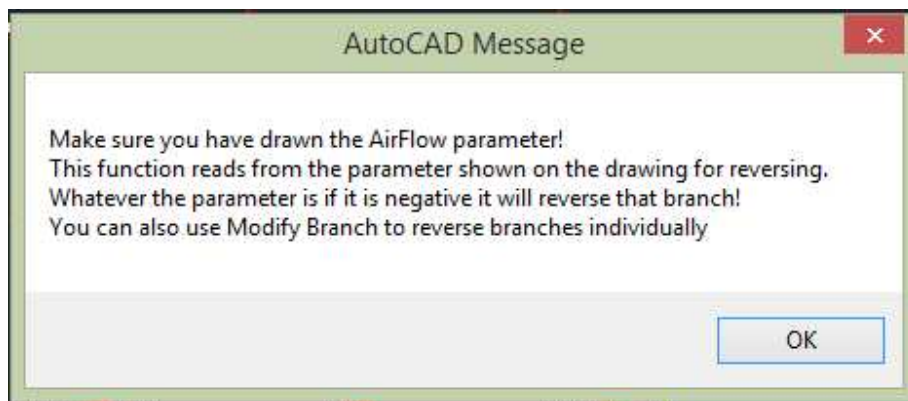 AutoCAD Message
Make sure you have drawn the AirFlow parameter!
This function reads from the parameter shown on the drawing for reversing.
Whatever the parameter is if it is negative it will reverse that branch!
You can also use Modify Branch to reverse branches individually
OK